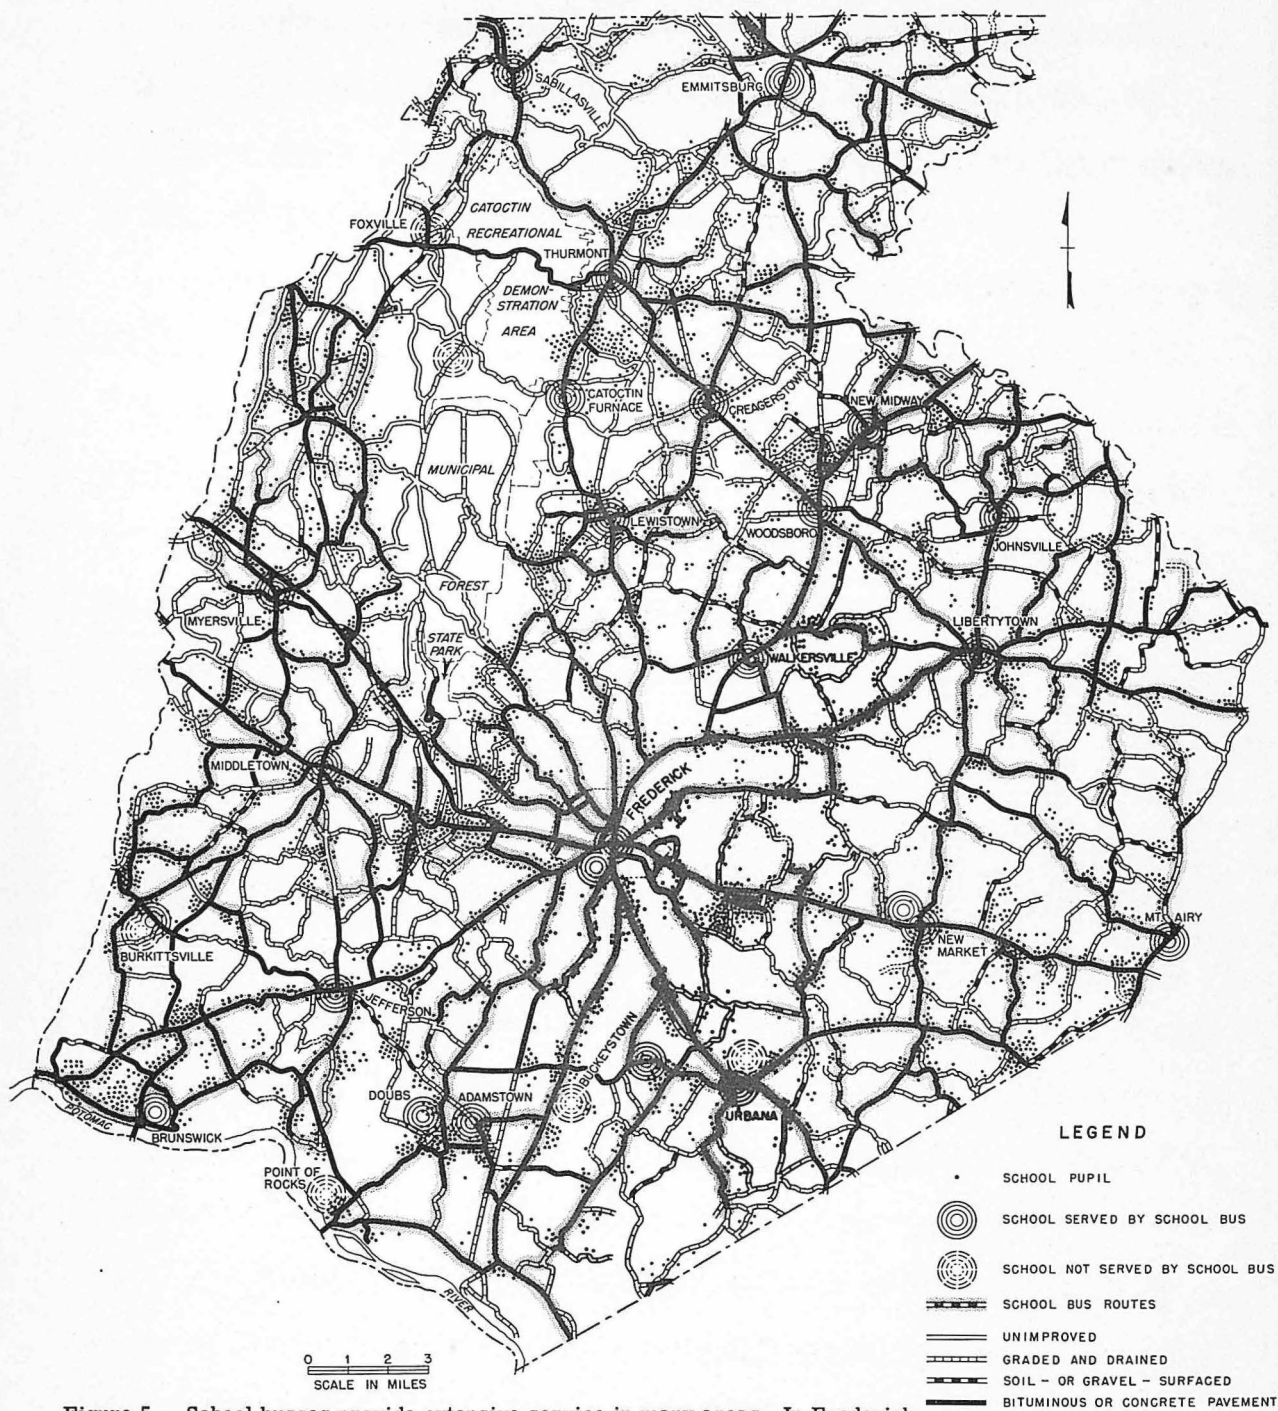 SABILLASVILLE
EMMITSBURG
FOXVILLE
CATOCTIN
RECREATIONAL
THURMONT
DEMON-
STRATION
AREA
CATOCTIN
FURNACE
CREAGERSTOWN
NEW MIDWAY
MUNICIPAL
LEWISTOWN
WOODSBORO
JOHNSVILLE
FOREST
MYERSVILLE
STATE
PARK
LIBERTYTOWN
WALKERSVILLE
MIDDLETOWN
FREDERICK
MT. AIRY
NEW
MARKET
BURKITTSVILLE
JEFFERSON
BUCKEYSTOWN
DOUBS
ADAMSTOWN
URBANA
POTOMAC
BRUNSWICK
POINT OF
ROCKS
RIVER
LEGEND
SCHOOL PUPIL
SCHOOL SERVED BY SCHOOL BUS
SCHOOL NOT SERVED BY SCHOOL BUS
SCHOOL BUS ROUTES
UNIMPROVED
GRADED AND DRAINED
SOIL - OR GRAVEL - SURFACED
BITUMINOUS OR CONCRETE PAVEMENT
0 1 2 3
SCALE IN MILES